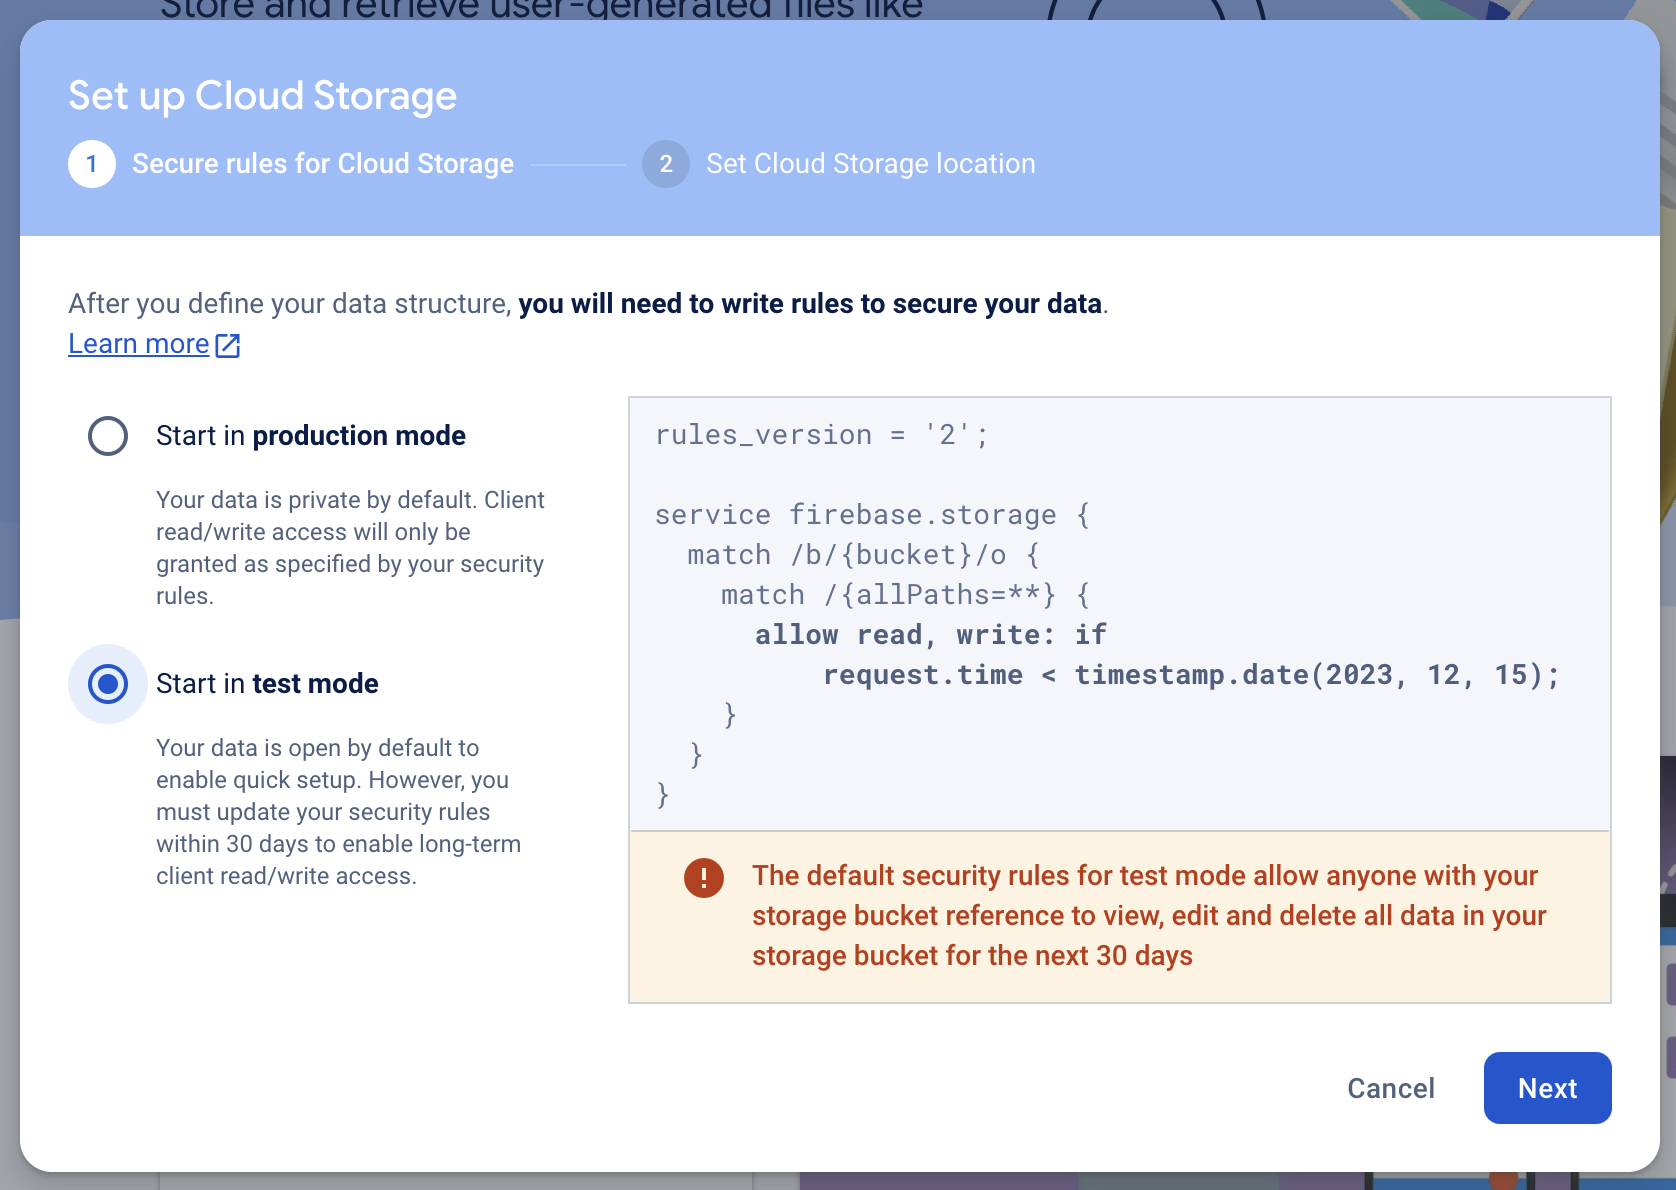 Store and retrieve user-generated files like
Set up Cloud Storage
1 Secure rules for Cloud Storage
2 Set Cloud Storage location
After you define your data structure, you will need to write rules to secure your data.
Learn more
Start in production mode
Your data is private by default. Client
read/write access will only be
granted as specified by your security
rules.
Start in test mode
Your data is open by default to
enable quick setup. However, you
must update your security rules
within 30 days to enable long-term
client read/write access.
rules_version = '2';
service firebase.storage {
  match /b/{bucket}/o {
    match /{allPaths=**} {
      allow read, write: if
          request.time < timestamp.date(2023, 12, 15);
    }
  }
}
The default security rules for test mode allow anyone with your
storage bucket reference to view, edit and delete all data in your
storage bucket for the next 30 days
Cancel
Next